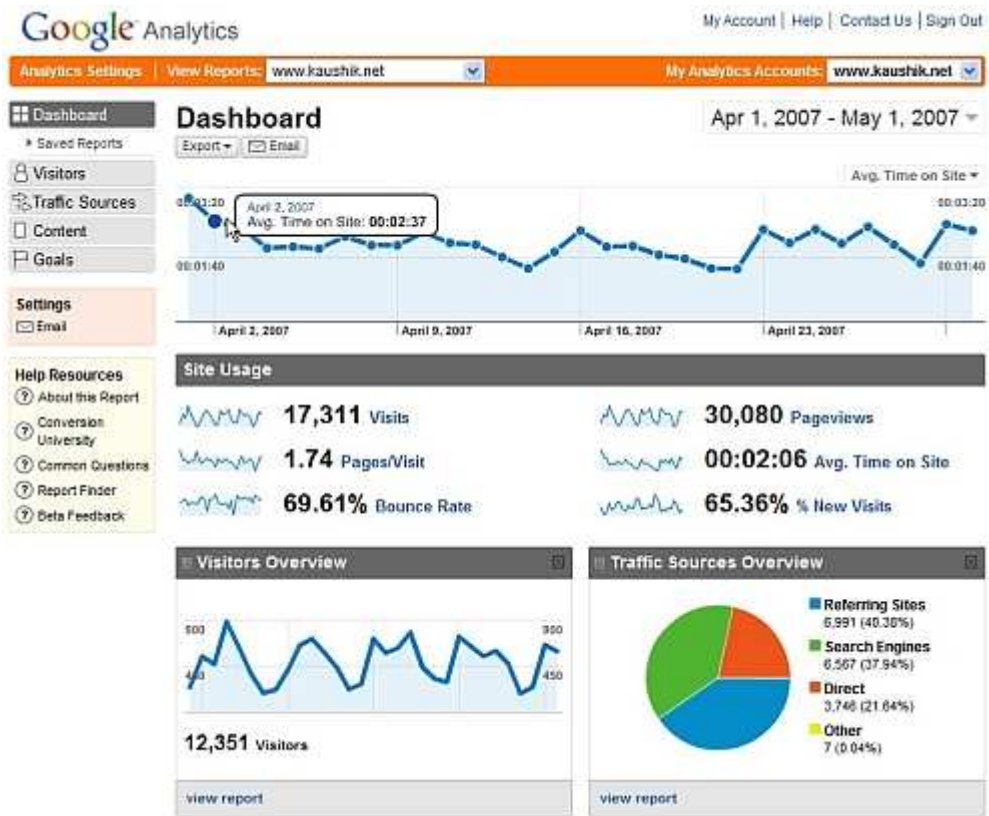 Google Analytics
My Account | Help | Contact Us | Sign Out
Analytics Settings | View Reports: www.kaushik.net
My Analytics Accounts: www.kaushik.net
Dashboard
Saved Reports
Visitors
Traffic Sources
Content
Goals
Settings
Email
Help Resources
About this Report
Conversion
University
Common Questions
Report Finder
Beta Feedback
Dashboard
Apr 1, 2007 - May 1, 2007
Export
Email
Avg. Time on Site
00:03:20
00:03:20
April 2, 2007
Avg. Time on Site: 00:02:37
00:01:40
00:01:40
April 2, 2007
April 9, 2007
April 16, 2007
April 23, 2007
Site Usage
17,311 Visits
30,080 Pageviews
1.74 Pages/Visit
00:02:06 Avg. Time on Site
69.61% Bounce Rate
65.36% % New Visits
Visitors Overview
900
900
450
450
12,351 Visitors
view report
Traffic Sources Overview
Referring Sites
6,991 (40.38%)
Search Engines
6,567 (37.94%)
Direct
3,746 (21.64%)
Other
7 (0.04%)
view report